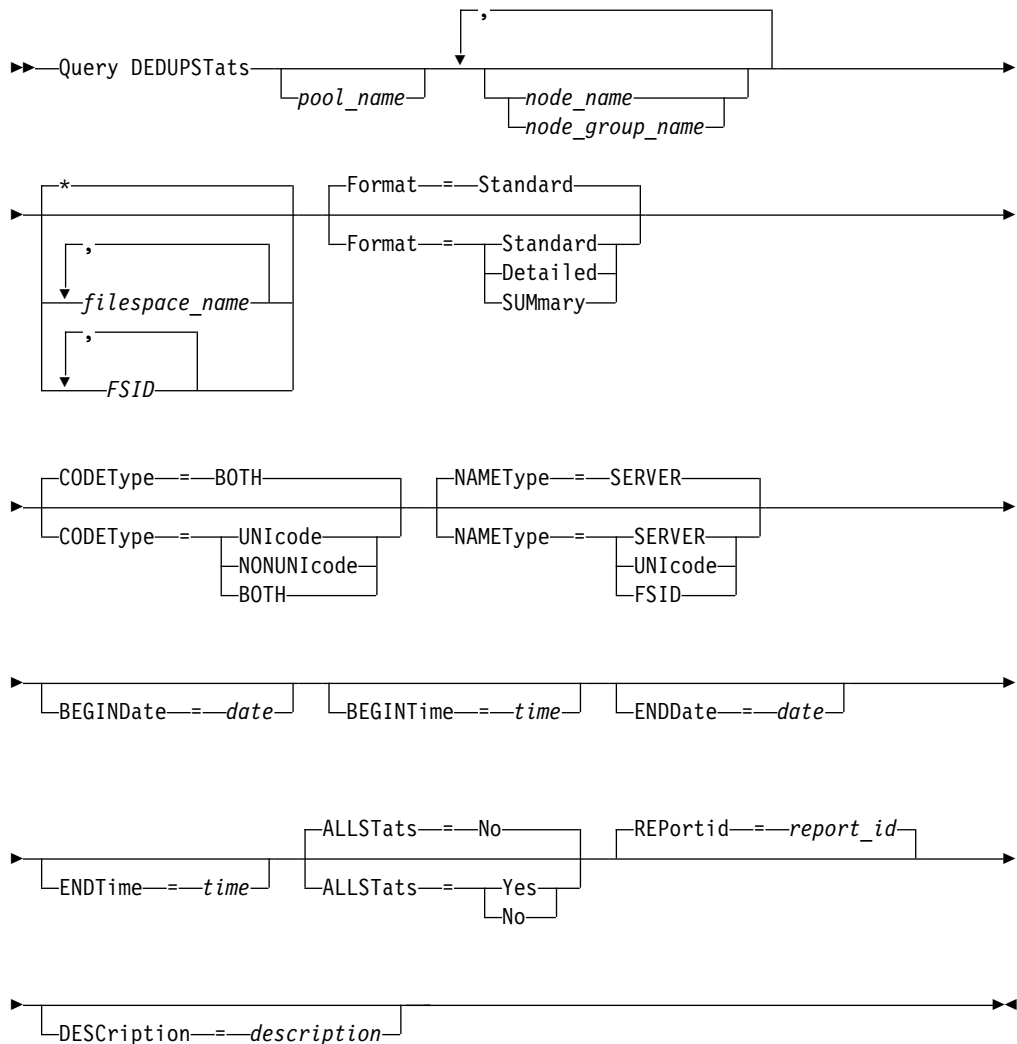 ,
Query DEDUPSTats
pool_name
node_name
node_group_name
*
,
filespace_name
,
FSID
Format = Standard
Format = Standard
Detailed
SUMmary
CODEType = BOTH
CODEType = UNIcode
NONUNIcode
BOTH
NAMEType = SERVER
NAMEType = SERVER
UNIcode
FSID
BEGINDate = date
BEGINTime = time
ENDDate = date
ENDTime = time
ALLSTats = No
ALLSTats = Yes
No
REPortid = report_id
DESCription = description